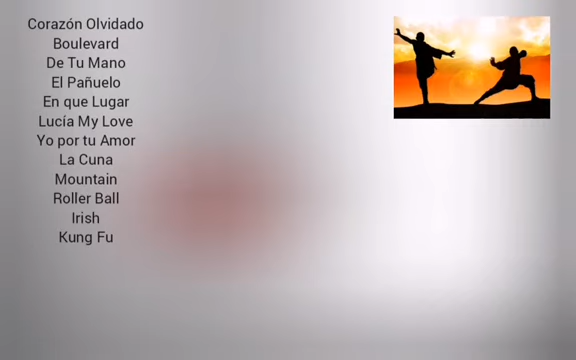 Corazón Olvidado
Boulevard
De Tu Mano
El Pañuelo
En que Lugar
Lucía My Love
Yo por tu Amor
La Cuna
Mountain
Roller Ball
Irish
Kung Fu